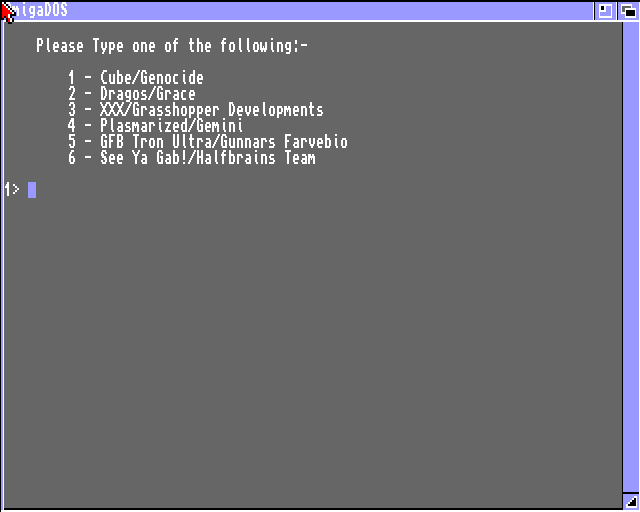 migaDOS
Please Type one of the following:-
1 - Cube/Genocide
2 - Dragos/Grace
3 - XXX/Grasshopper Developments
4 - Plasmarized/Gemini
5 - GFB Tron Ultra/Gunnars Farvebio
6 - See Ya Gab!/Halfbrains Team
1>